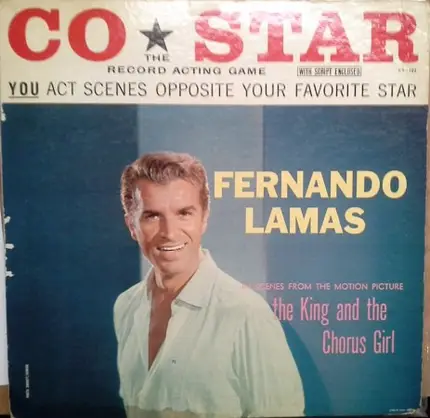 CO ★ STAR
THE
RECORD ACTING GAME
WITH SCRIPT ENCLOSED
YOU ACT SCENES OPPOSITE YOUR FAVORITE STAR
FERNANDO
LAMAS
SCENES FROM THE MOTION PICTURE
the King and the
Chorus Girl